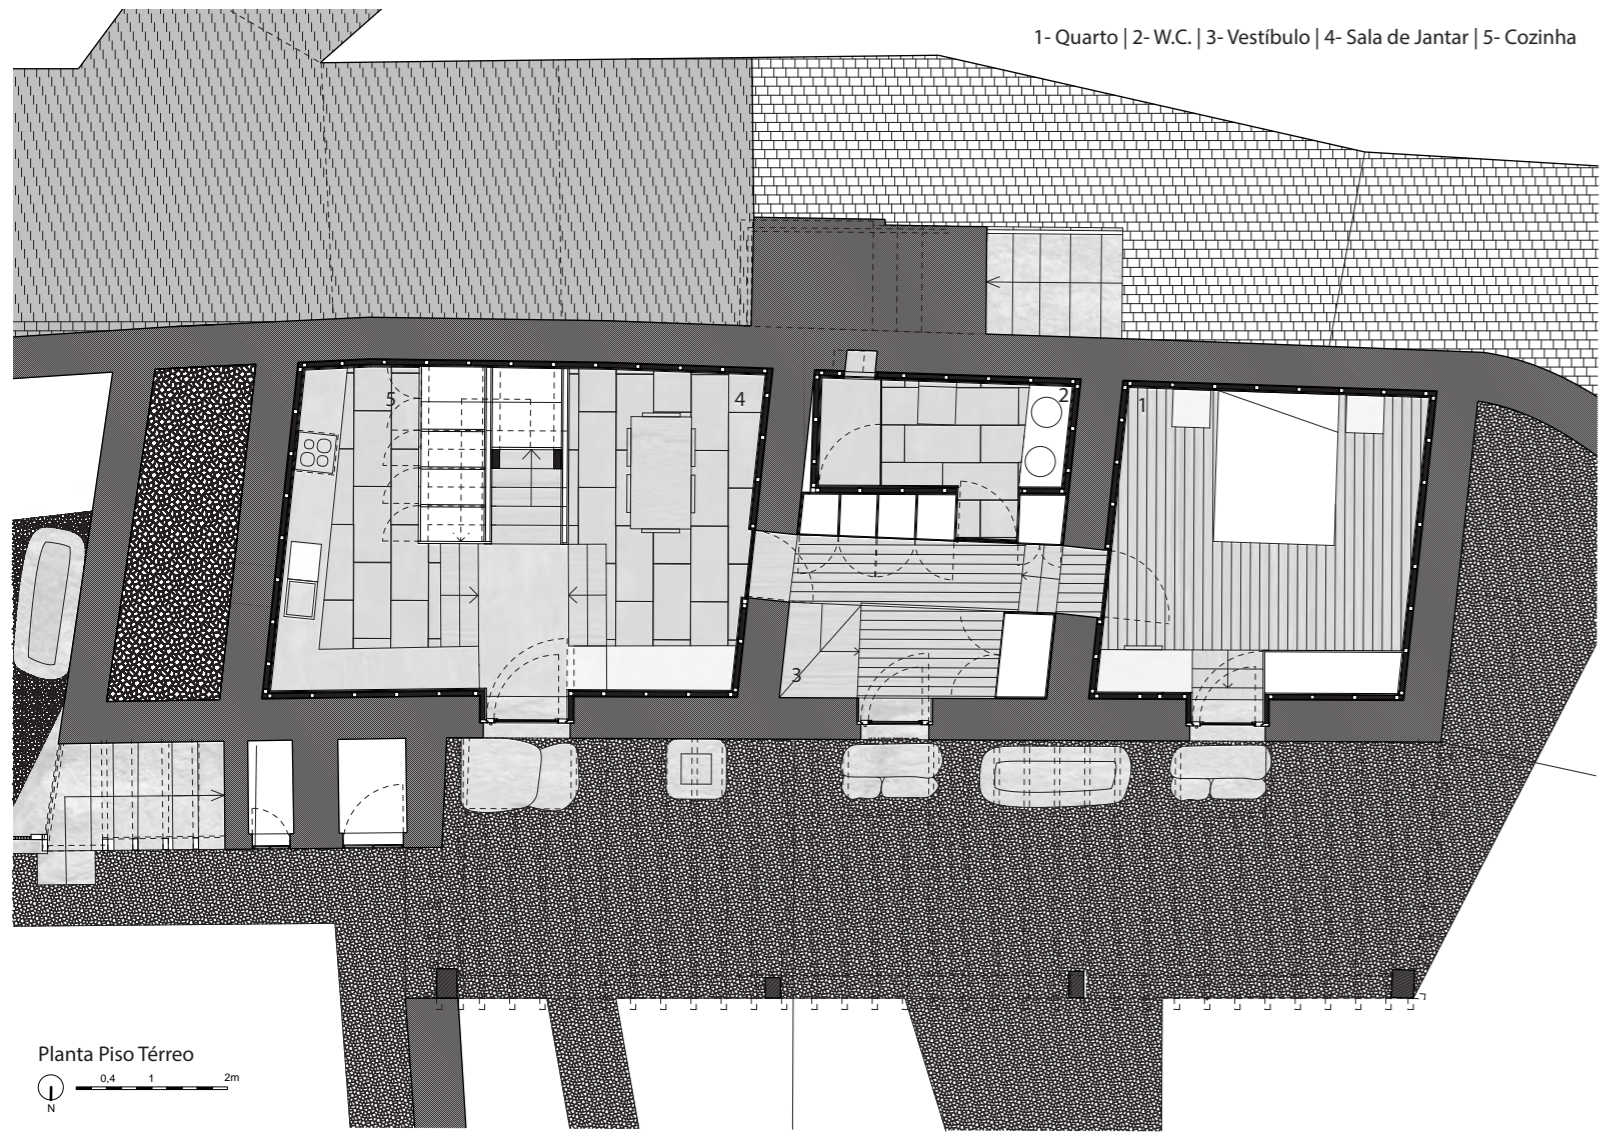 1- Quarto | 2- W.C. | 3- Vestíbulo | 4- Sala de Jantar | 5- Cozinha
5
4
2
1
3
Planta Piso Térreo
0,4 1 2m
N